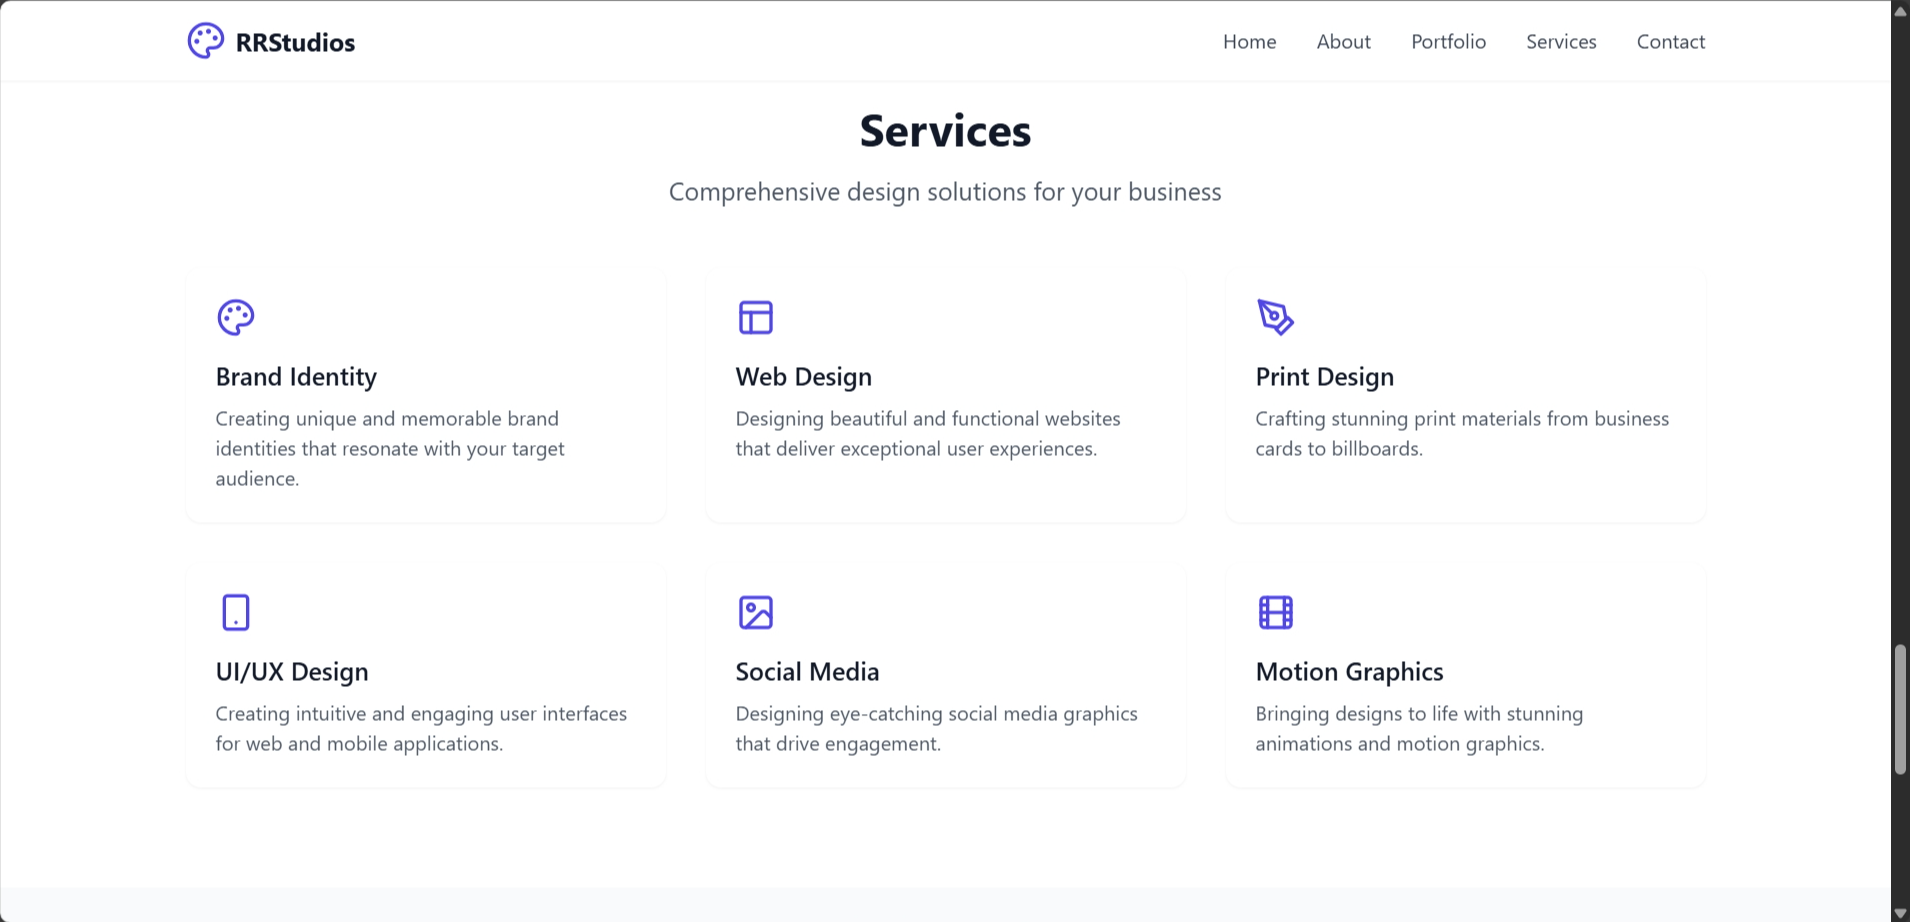 RRStudios
Home
About
Portfolio
Services
Contact
Services
Comprehensive design solutions for your business
Brand Identity
Creating unique and memorable brand
identities that resonate with your target
audience.
Web Design
Designing beautiful and functional websites
that deliver exceptional user experiences.
Print Design
Crafting stunning print materials from business
cards to billboards.
UI/UX Design
Creating intuitive and engaging user interfaces
for web and mobile applications.
Social Media
Designing eye-catching social media graphics
that drive engagement.
Motion Graphics
Bringing designs to life with stunning
animations and motion graphics.